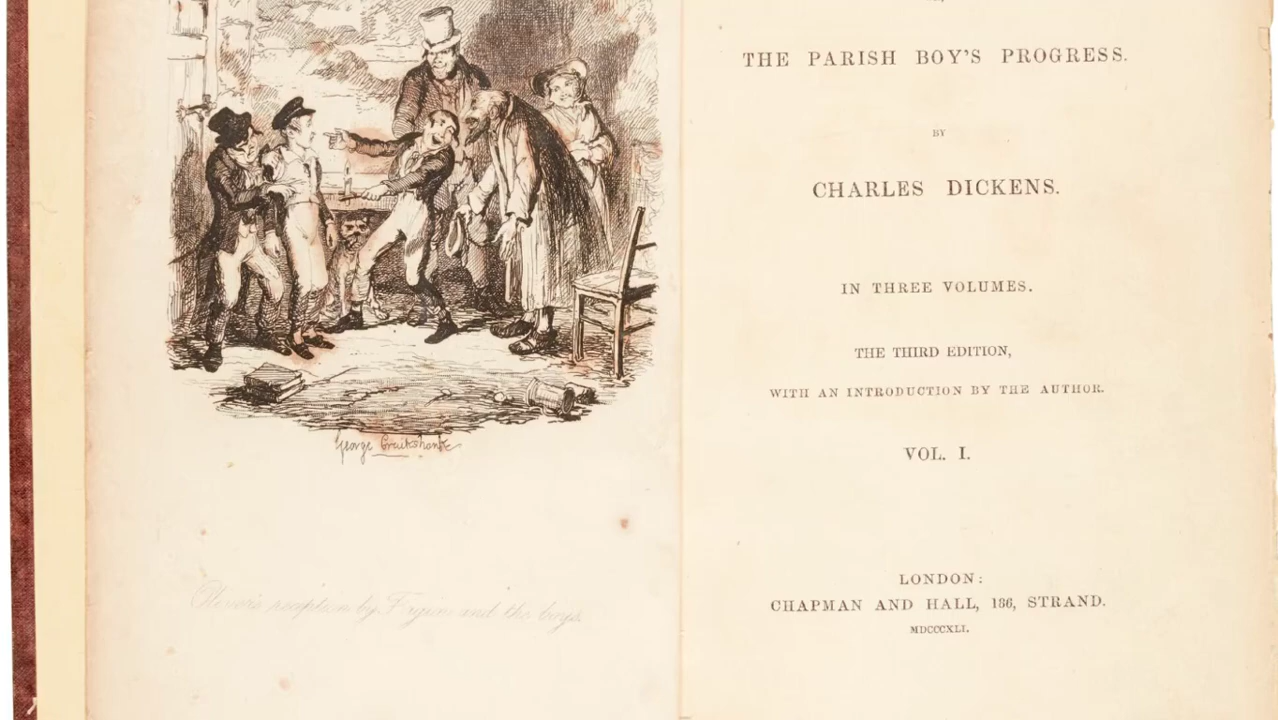 George Cruikshank
Oliver's reception by Fagin and the boys.
THE PARISH BOY'S PROGRESS.
BY
CHARLES DICKENS.
IN THREE VOLUMES.
THE THIRD EDITION,
WITH AN INTRODUCTION BY THE AUTHOR.
VOL. I.
LONDON:
CHAPMAN AND HALL, 186, STRAND.
MDCCCXLI.